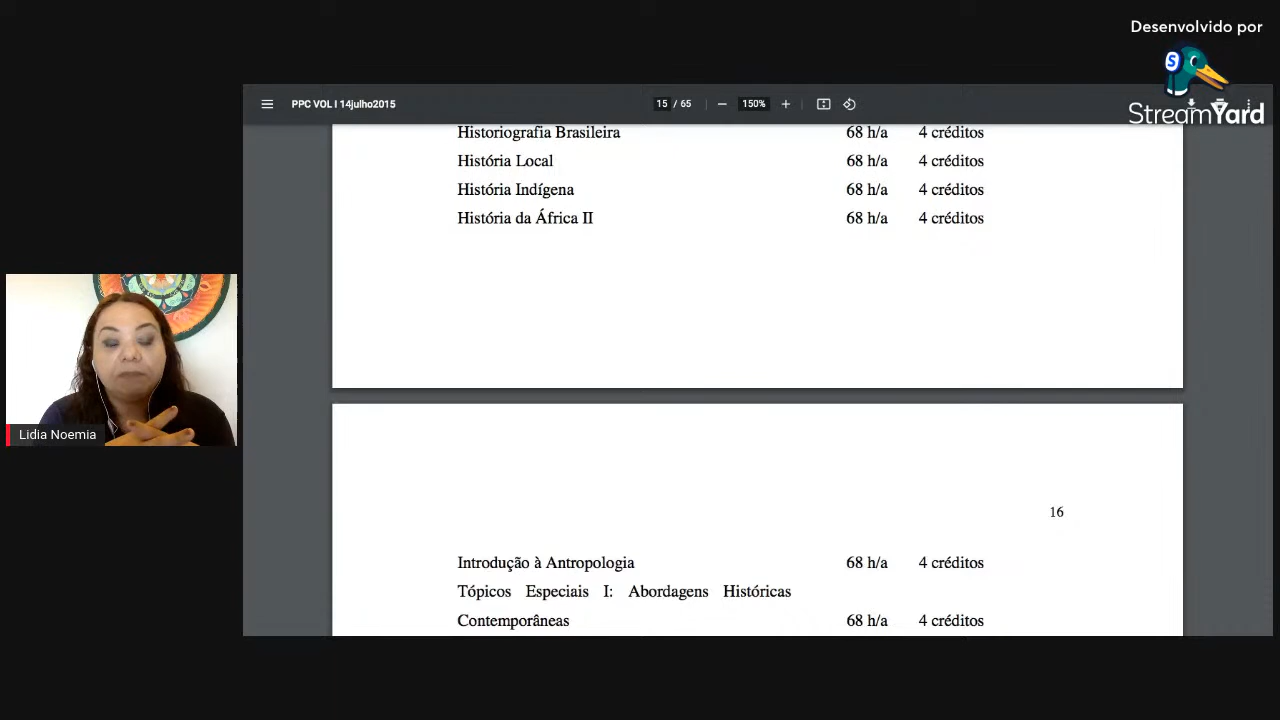 Desenvolvido por
StreamYard
PPC VOL I 14julho2015
15 / 65
150%
Historiografia Brasileira 68 h/a 4 créditos
História Local 68 h/a 4 créditos
História Indígena 68 h/a 4 créditos
História da África II 68 h/a 4 créditos
Lidia Noemia
16
Introdução à Antropologia 68 h/a 4 créditos
Tópicos Especiais I: Abordagens Históricas
Contemporâneas 68 h/a 4 créditos